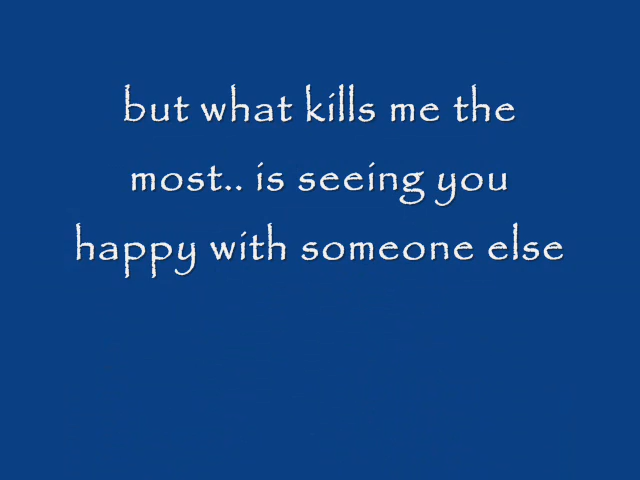 but what kills me the
most.. is seeing you
happy with someone else